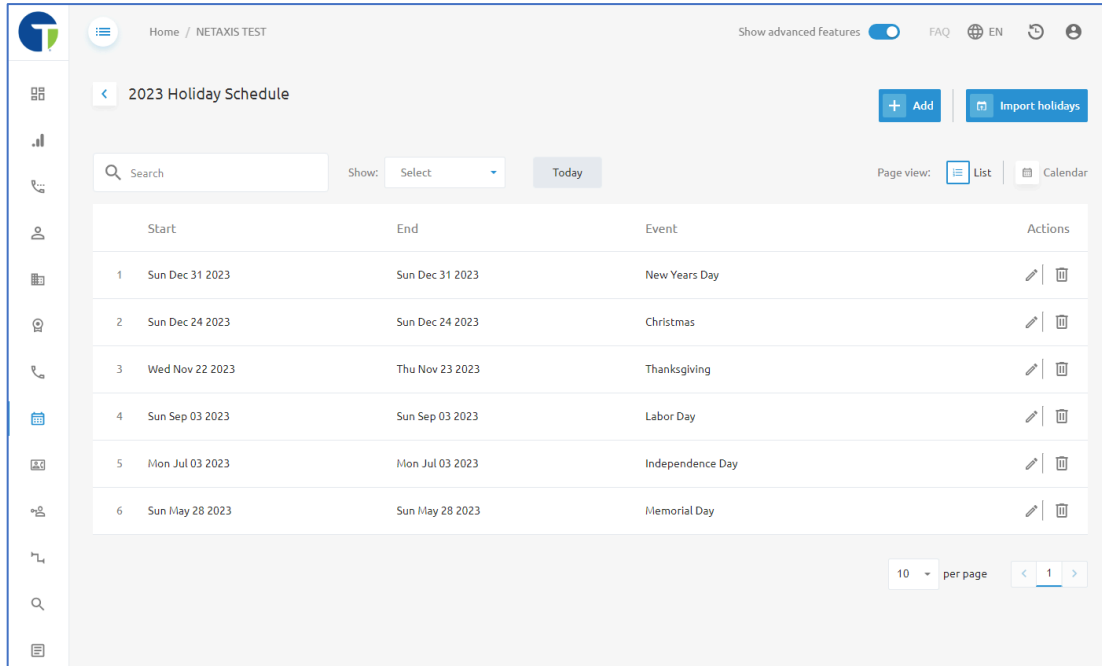 Home / NETAXIS TEST Show advanced features FAQ EN
2023 Holiday Schedule + Add Import holidays
Search Show: Select Today Page view: List Calendar
Start End Event Actions
1 Sun Dec 31 2023 Sun Dec 31 2023 New Years Day
2 Sun Dec 24 2023 Sun Dec 24 2023 Christmas
3 Wed Nov 22 2023 Thu Nov 23 2023 Thanksgiving
4 Sun Sep 03 2023 Sun Sep 03 2023 Labor Day
5 Mon Jul 03 2023 Mon Jul 03 2023 Independence Day
6 Sun May 28 2023 Sun May 28 2023 Memorial Day
10 per page < 1 >